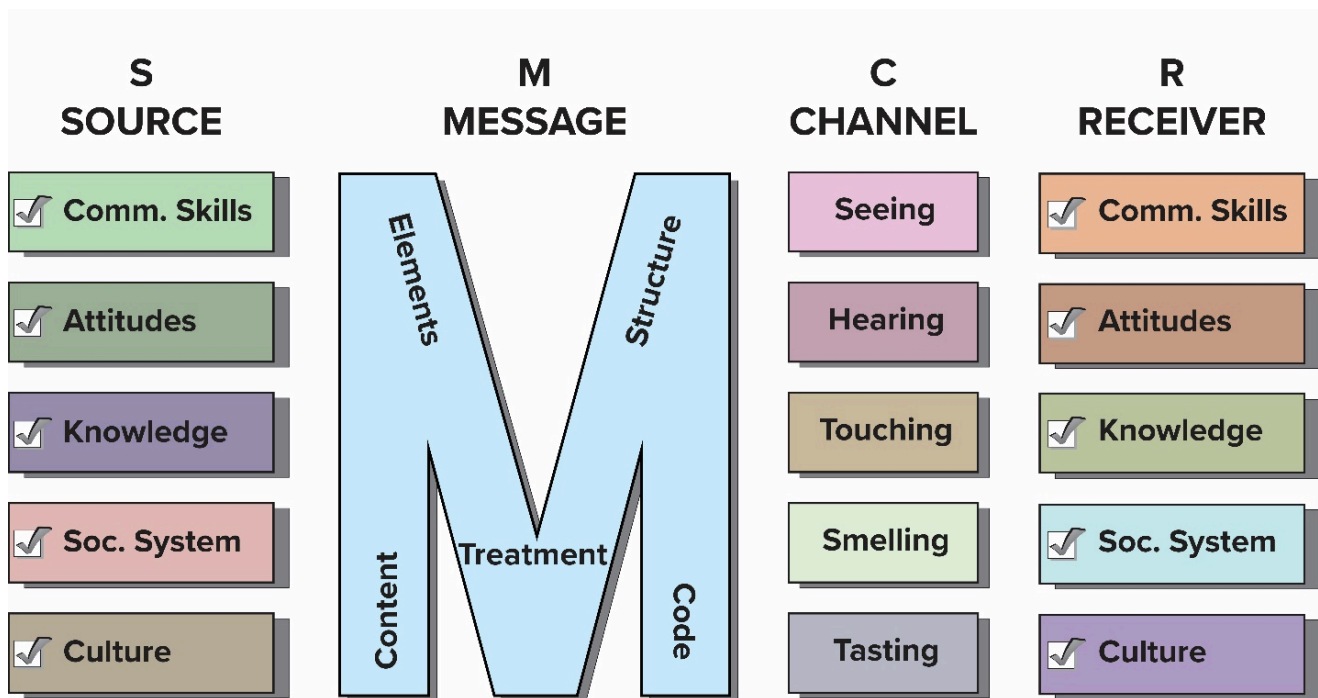 S
SOURCE
Comm. Skills
Attitudes
Knowledge
Soc. System
Culture
M
MESSAGE
Elements
Structure
Content
Treatment
Code
C
CHANNEL
Seeing
Hearing
Touching
Smelling
Tasting
R
RECEIVER
Comm. Skills
Attitudes
Knowledge
Soc. System
Culture